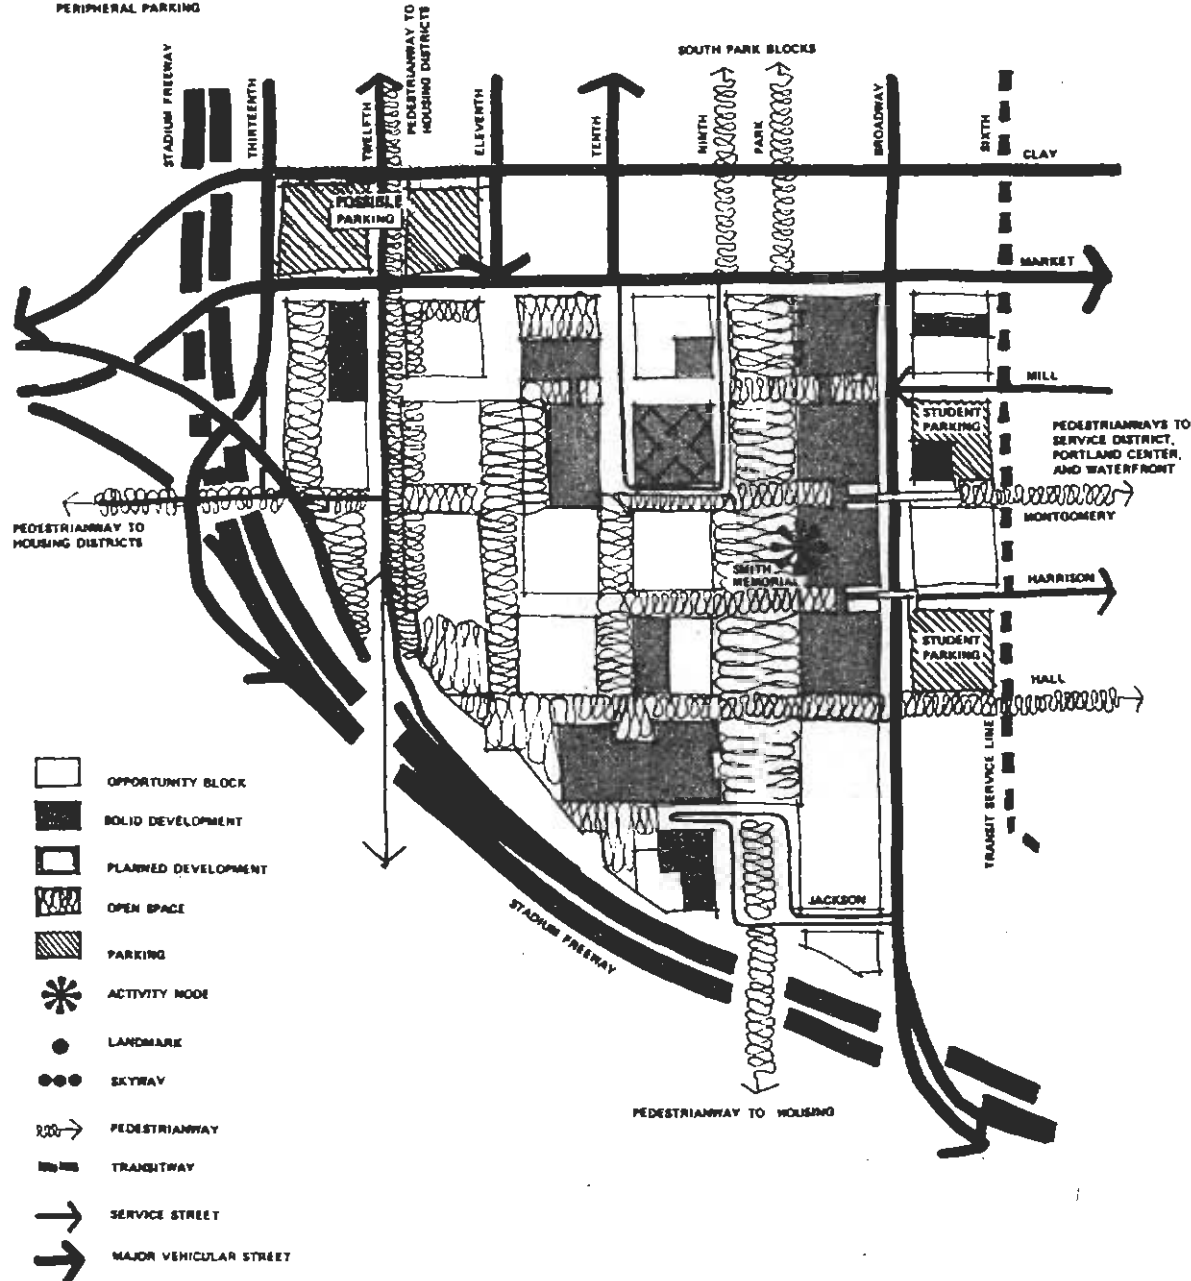 PERIPHERAL PARKING
STADIUM FREEWAY
THIRTEENTH
TWELFTH
PEDESTRIANWAY TO
HOUSING DISTRICTS
ELEVENTH
TENTH
SOUTH PARK BLOCKS
NINTH
PARK
BROADWAY
SIXTH
CLAY
POSSIBLE
PARKING
MARKET
MILL
STUDENT
PARKING
PEDESTRIANWAYS TO
SERVICE DISTRICT,
PORTLAND CENTER,
AND WATERFRONT
MONTGOMERY
PEDESTRIANWAY TO
HOUSING DISTRICTS
SMITH
MEMORIAL
HARRISON
STUDENT
PARKING
HALL
TRANSIT SERVICE LINE
OPPORTUNITY BLOCK
SOLID DEVELOPMENT
PLANNED DEVELOPMENT
OPEN SPACE
PARKING
ACTIVITY NODE
LANDMARK
SKYWAY
PEDESTRIANWAY
TRANSITWAY
SERVICE STREET
MAJOR VEHICULAR STREET
JACKSON
STADIUM FREEWAY
PEDESTRIANWAY TO HOUSING